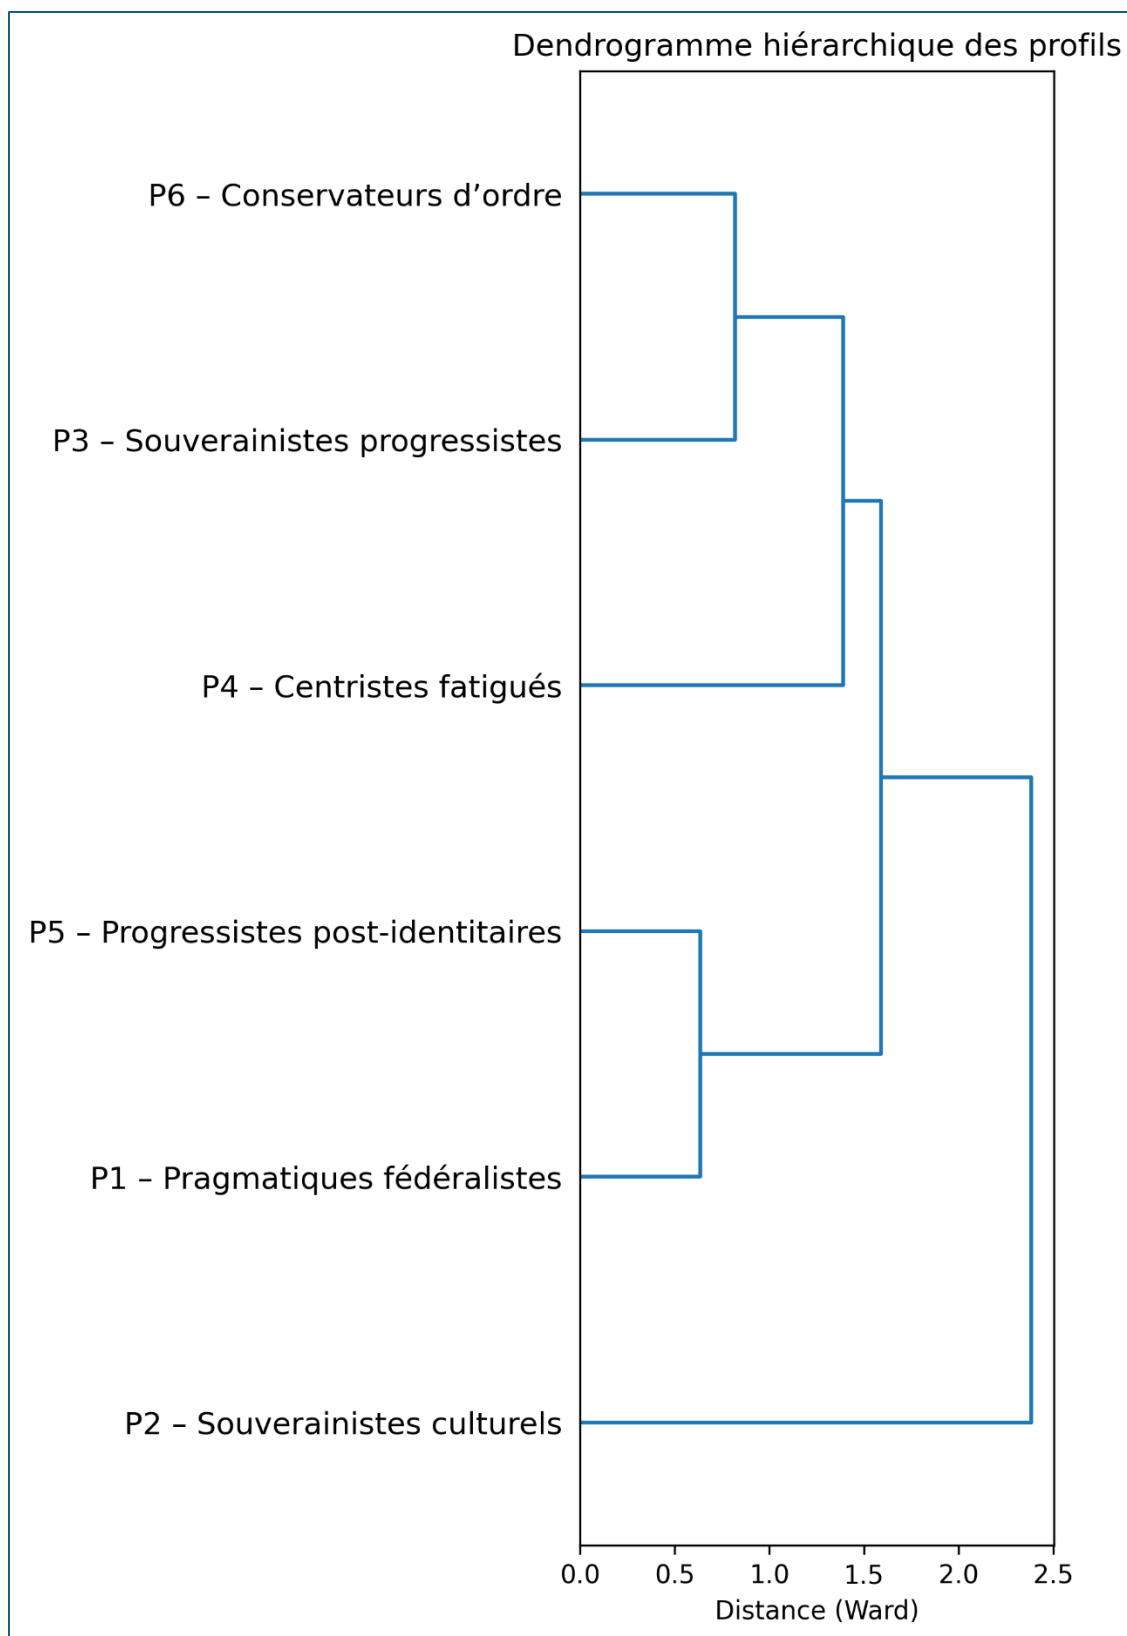 Dendrogramme hiérarchique des profils
P6 – Conservateurs d’ordre
P3 – Souverainistes progressistes
P4 – Centristes fatigués
P5 – Progressistes post-identitaires
P1 – Pragmatiques fédéralistes
P2 – Souverainistes culturels
0.0 0.5 1.0 1.5 2.0 2.5
Distance (Ward)